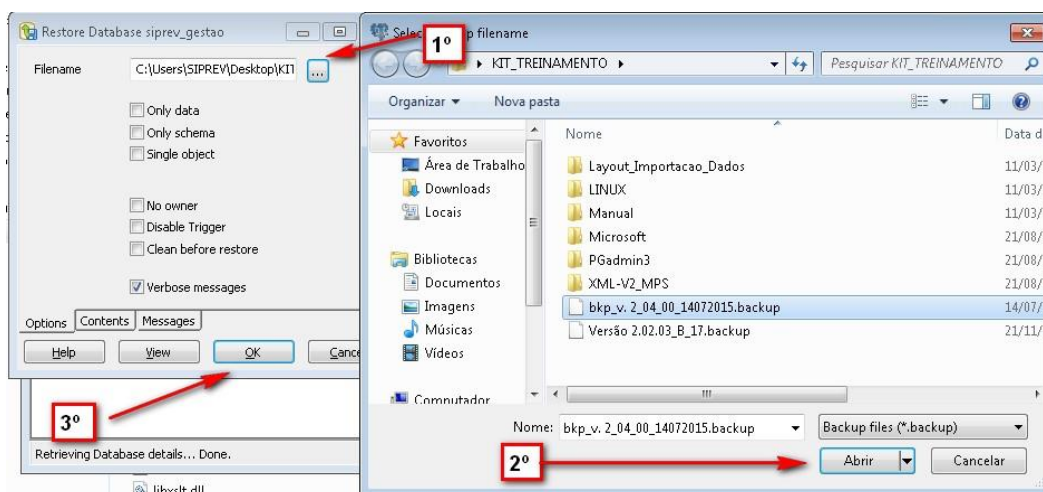 Restore Database siprev_gestao
Filename
C:\Users\SIPREV\Desktop\KIT
...
Only data
Only schema
Single object
No owner
Disable Trigger
Clean before restore
Verbose messages
Options Contents Messages
Help View OK Cance
Retrieving Database details... Done.
libxslt.dll
1º
3º
Selec p filename
KIT_TREINAMENTO
Pesquisar KIT_TREINAMENTO
Organizar Nova pasta
Favoritos
Área de Trabalho
Downloads
Locais
Bibliotecas
Documentos
Imagens
Músicas
Vídeos
Computador
Nome Data d
Layout_Importacao_Dados 11/03/
LINUX 11/03/
Manual 11/03/
Microsoft 21/08/
PGadmin3 21/08/
XML-V2_MPS 21/08/
bkp_v. 2_04_00_14072015.backup 14/07/
Versão 2.02.03_B_17.backup 21/11/
Nome: bkp_v. 2_04_00_14072015.backup Backup files (*.backup)
2º
Abrir Cancelar